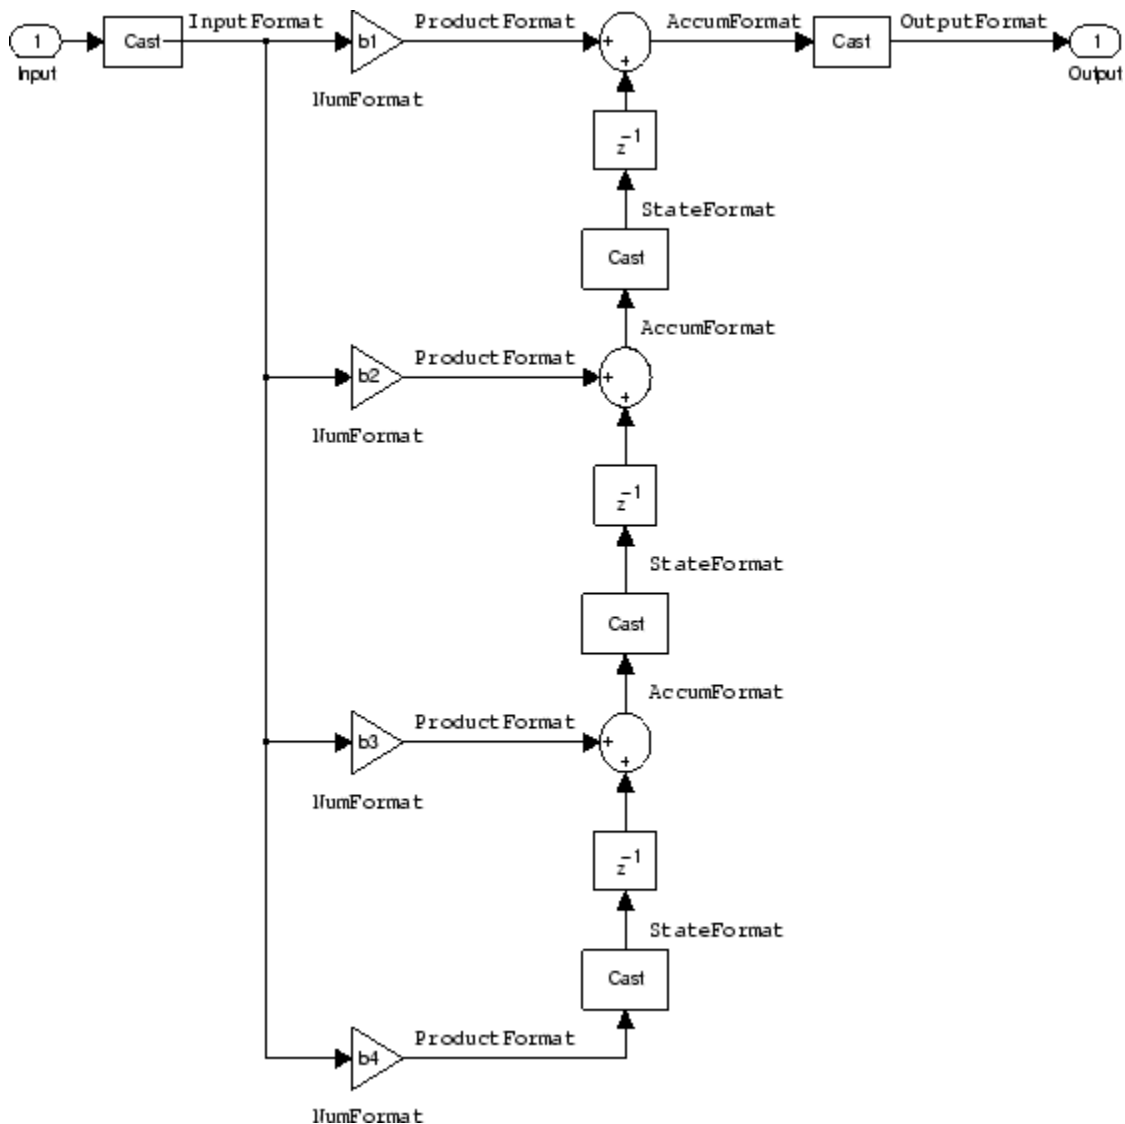 InputFormat ProductFormat AccumFormat OutputFormat
1 Cast b1 + Cast 1
+
Input Output
NumFormat
z⁻¹
StateFormat
Cast
AccumFormat
ProductFormat
b2 +
+
NumFormat
z⁻¹
StateFormat
Cast
AccumFormat
ProductFormat
b3 +
+
NumFormat
z⁻¹
StateFormat
Cast
ProductFormat
b4
NumFormat